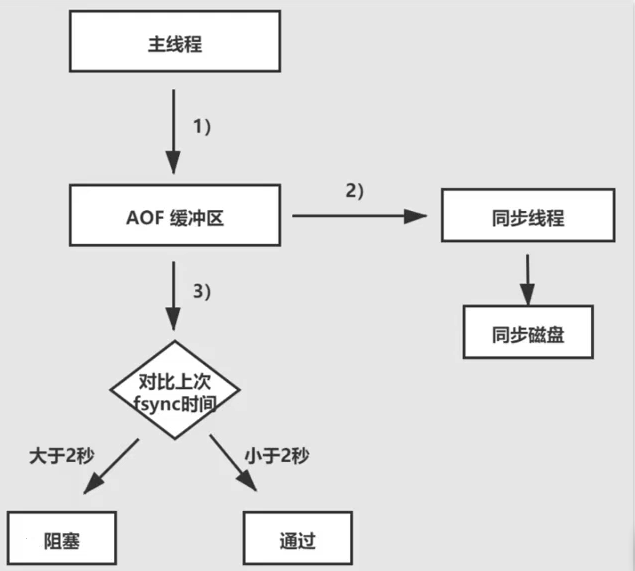 主线程
1）
AOF 缓冲区
2）
同步线程
3）
同步磁盘
对比上次
fsync时间
大于2秒
小于2秒
阻塞
通过